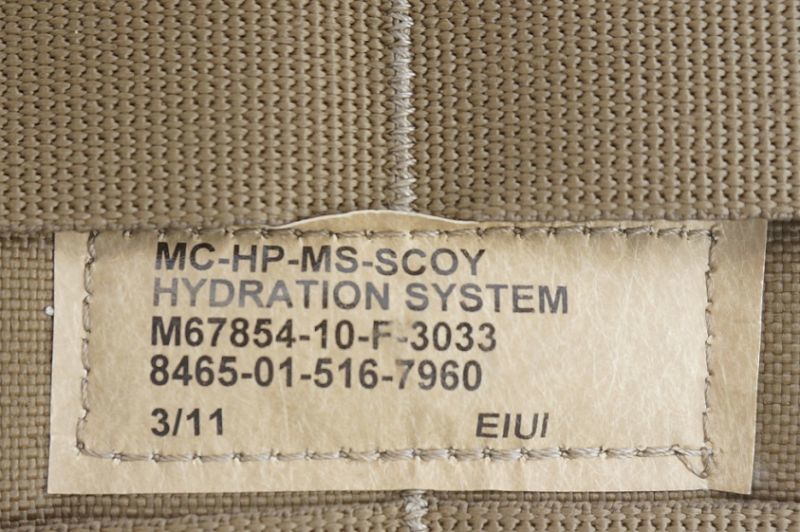 MC-HP-MS-SCOY
HYDRATION SYSTEM
M67854-10-F-3033
8465-01-516-7960
3/11 EIUI